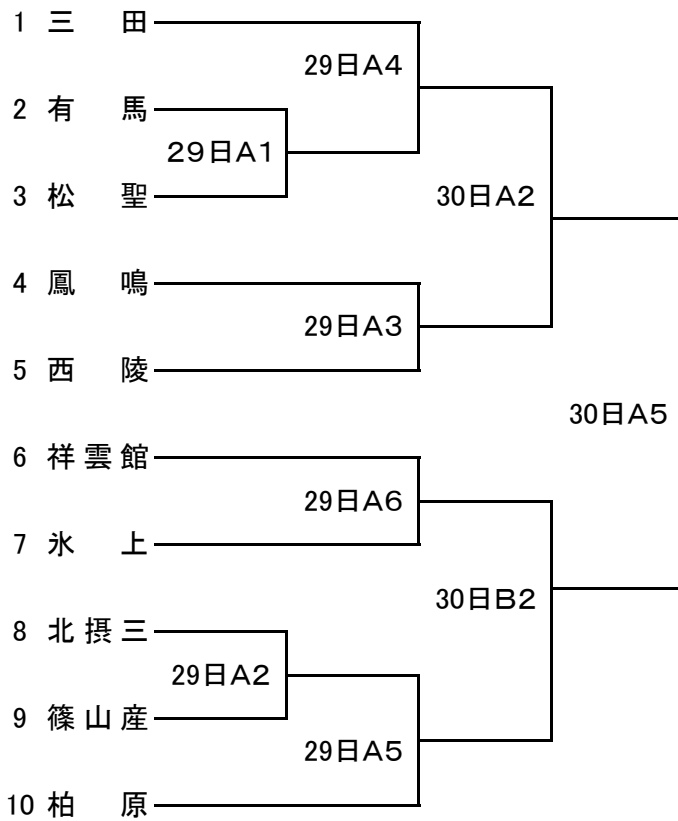 1 三 田
29日A4
2 有 馬
29日A1
3 松 聖
30日A2
4 鳳 鳴
29日A3
5 西 陵
30日A5
6 祥雲館
29日A6
7 氷 上
30日B2
8 北摂三
29日A2
9 篠山産
29日A5
10 柏 原